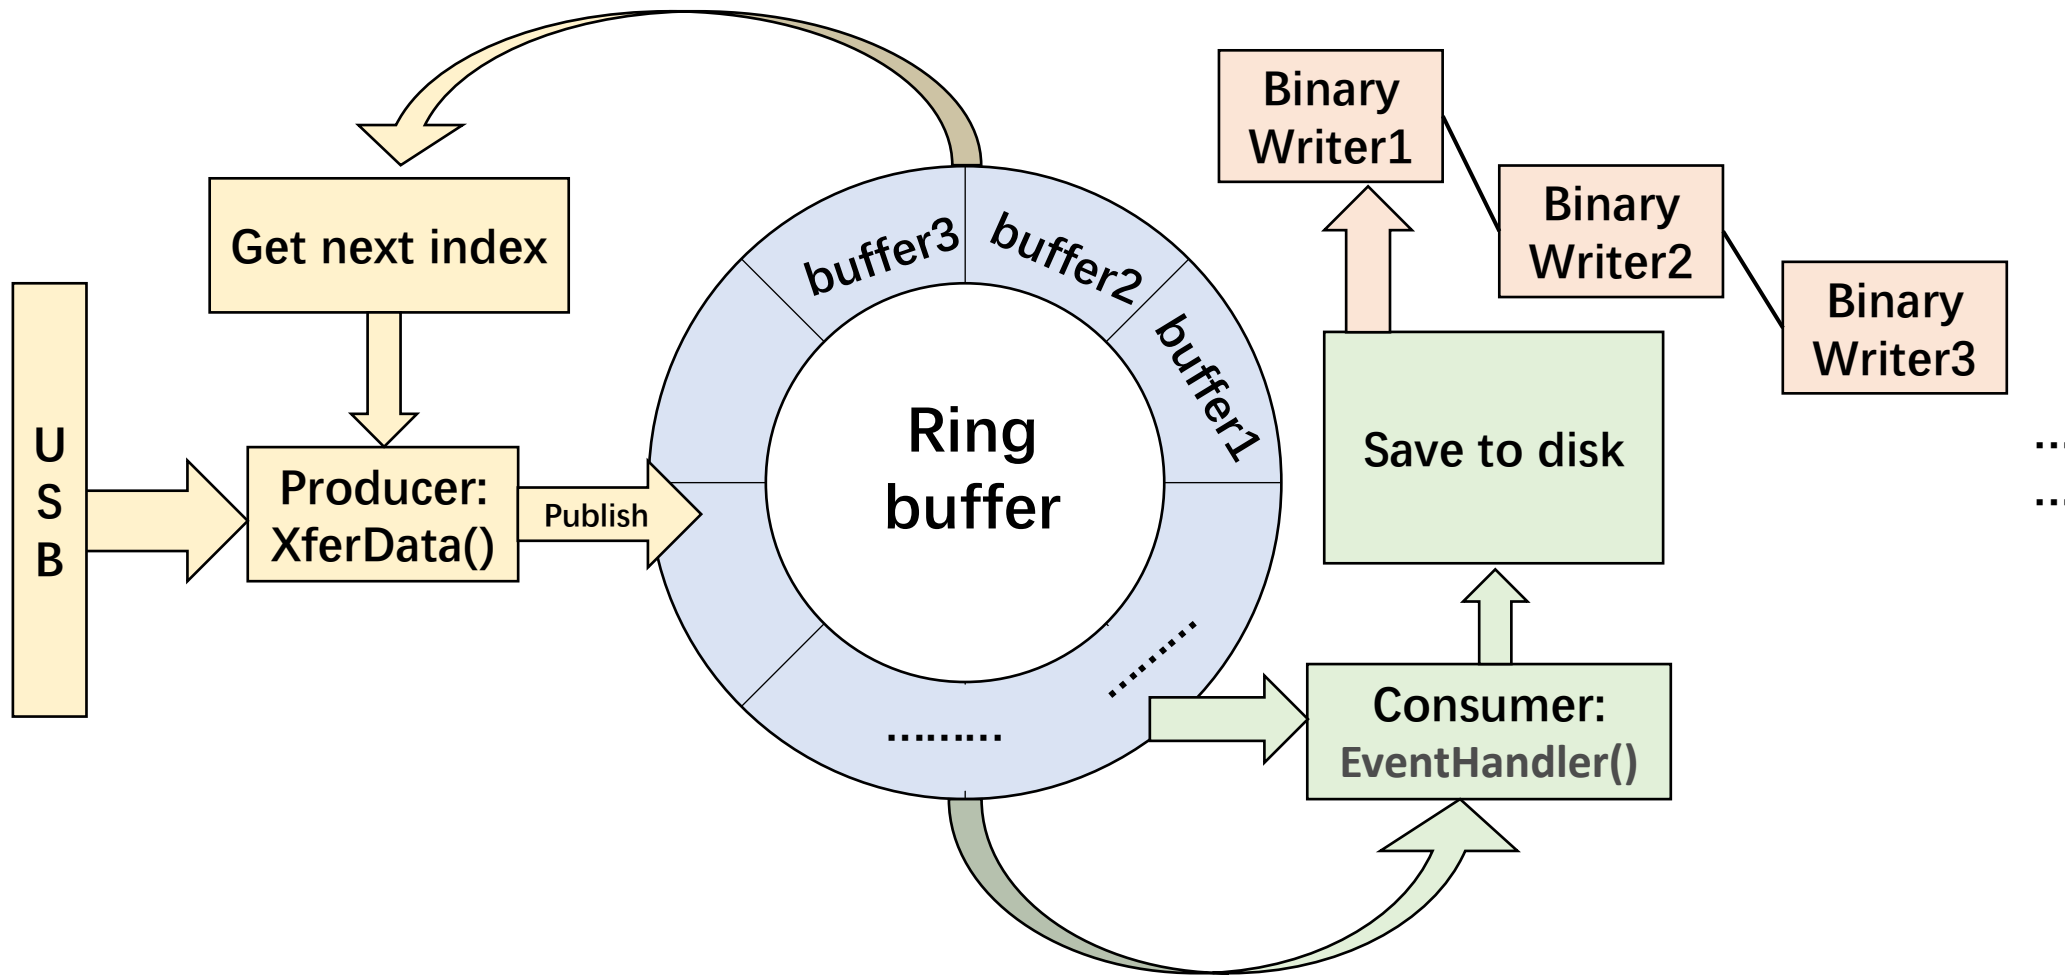 Get next index
U
S
B
Producer:
XferData()
Publish
buffer3
buffer2
buffer1
Ring
buffer
………
………
Binary
Writer1
Binary
Writer2
Binary
Writer3
Save to disk
Consumer:
EventHandler()
...
...